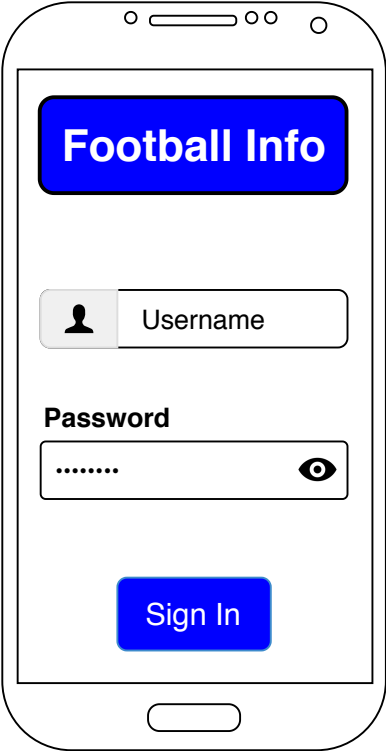 Football Info
Username
Password
••••••••
Sign In